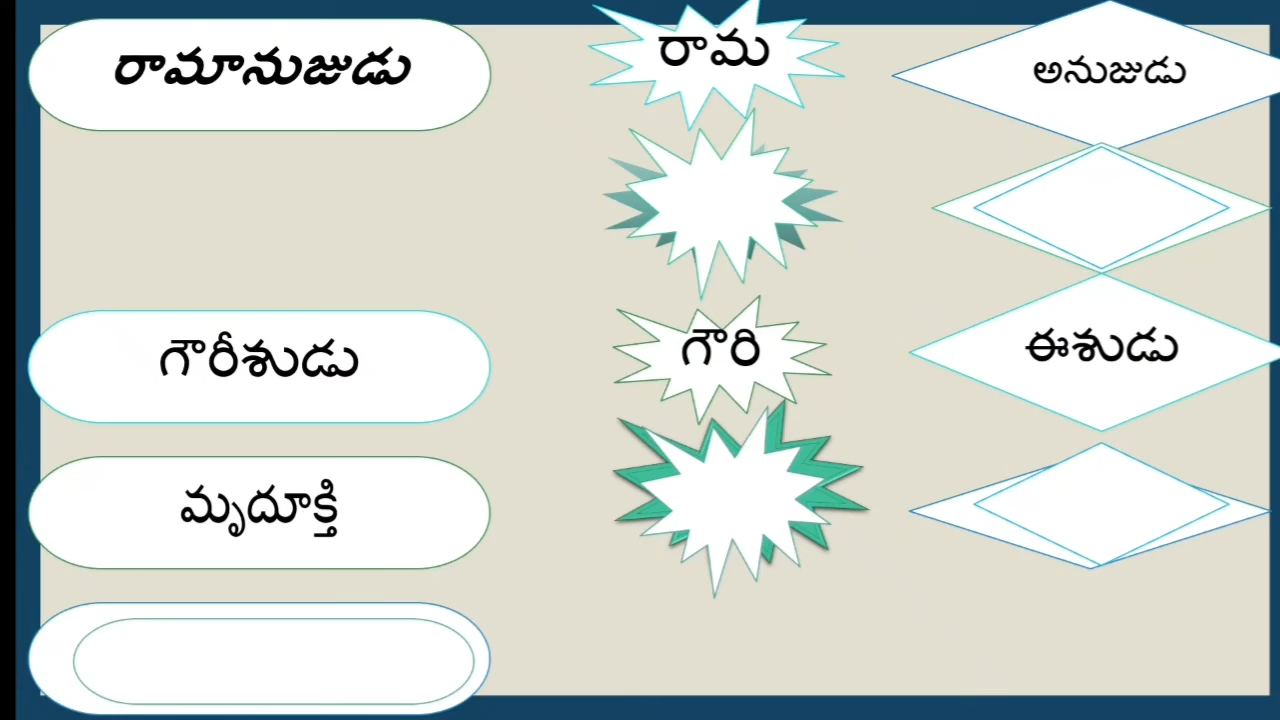 రామానుజుడు రామ అనుజుడు
గౌరీశుడు గౌరి ఈశుడు
మృదూక్తి